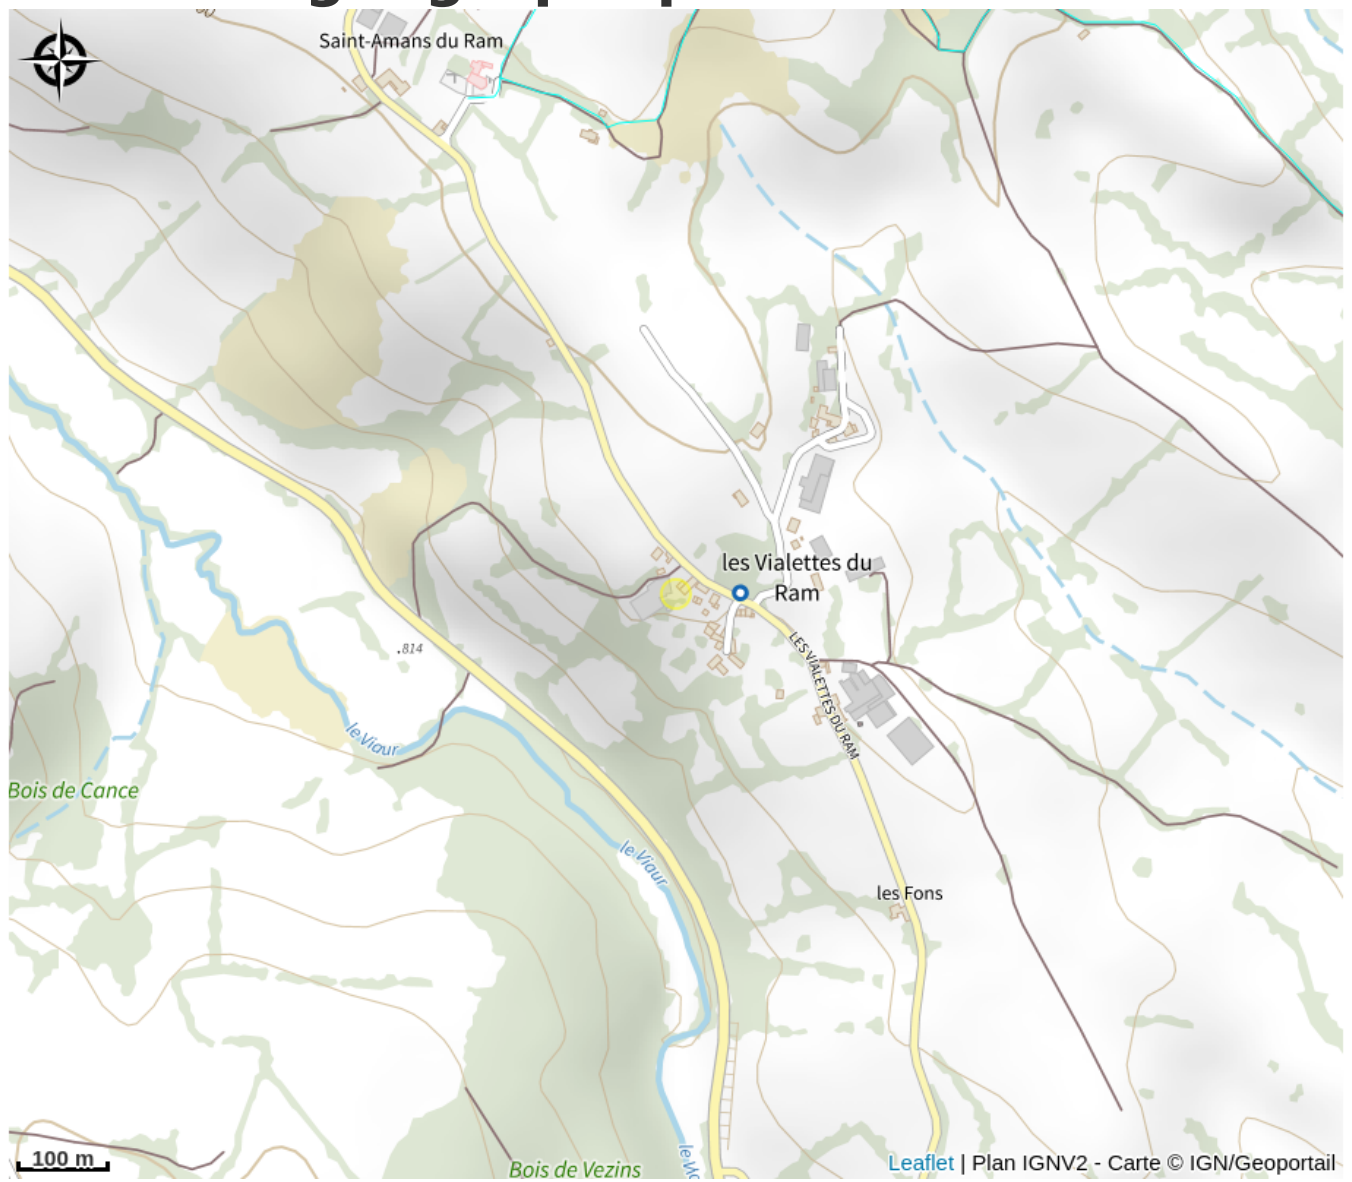 Saint-Amans du Ram
les Vialettes du
Ram
LES VIALETTES DU RAM
.814
le Viaur
Bois de Cance
le Viaur
les Fons
Bois de Vezins
100 m
Leaflet | Plan IGNV2 - Carte © IGN/Geoportail